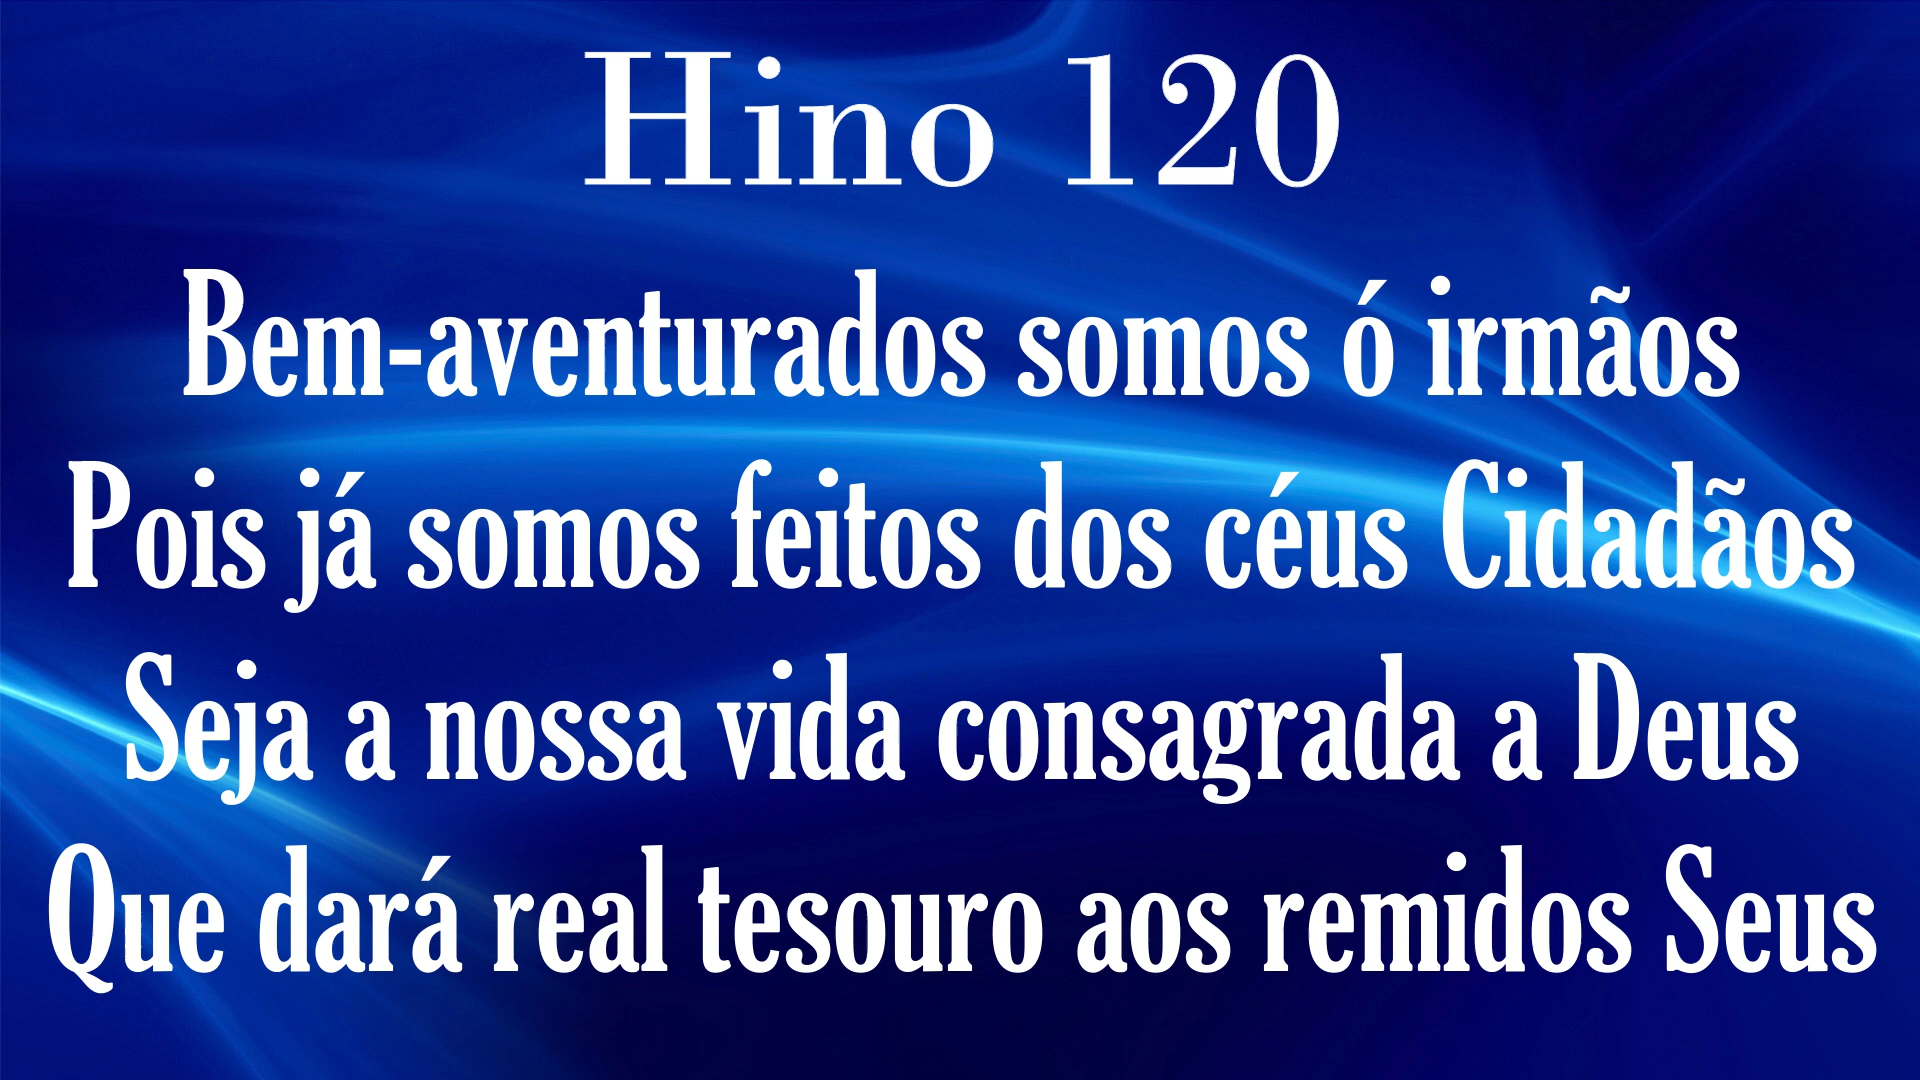 Hino 120
Bem-aventurados somos ó irmãos
Pois já somos feitos dos céus Cidadãos
Seja a nossa vida consagrada a Deus
Que dará real tesouro aos remidos Seus